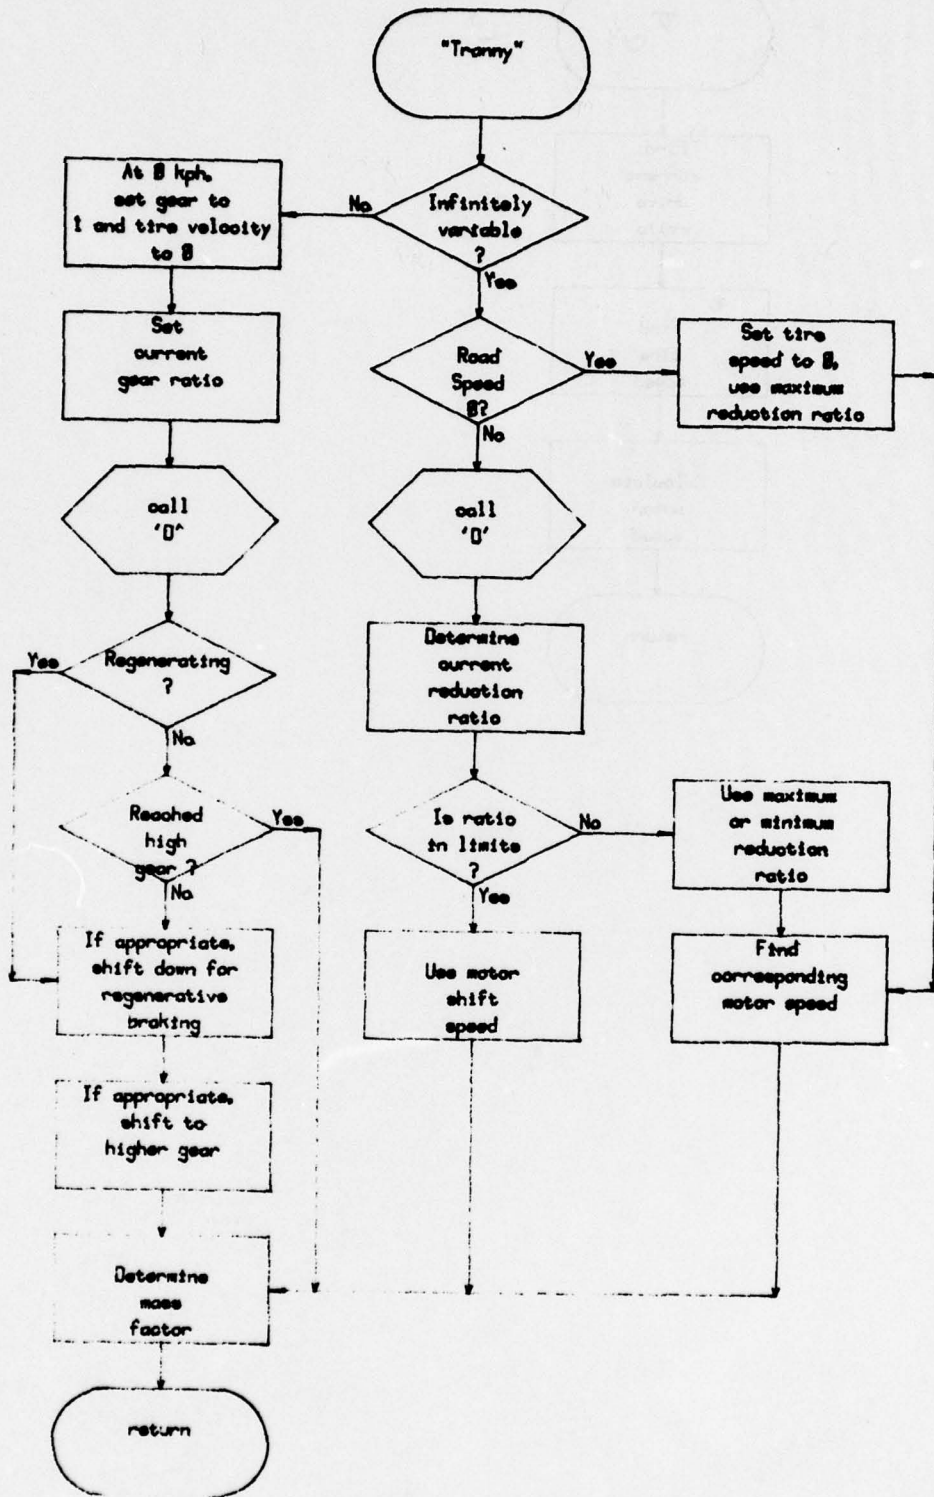 "Tranny"
At 0 kph,
set gear to
1 and tire velocity
to 0
No
Infinitely
variable
?
Yes
Set
current
gear ratio
Road
Speed
0?
Yes
No
Set tire
speed to 0,
use maximum
reduction ratio
call
'D'
call
'D'
Yes
Regenerating
?
No
Determine
current
reduction
ratio
Reached
high
gear ?
Yes
No
Is ratio
in limits
?
No
Yes
Use maximum
or minimum
reduction
ratio
If appropriate,
shift down for
regenerative
braking
Use motor
shift
speed
Find
corresponding
motor speed
If appropriate,
shift to
higher gear
Determine
mass
factor
return